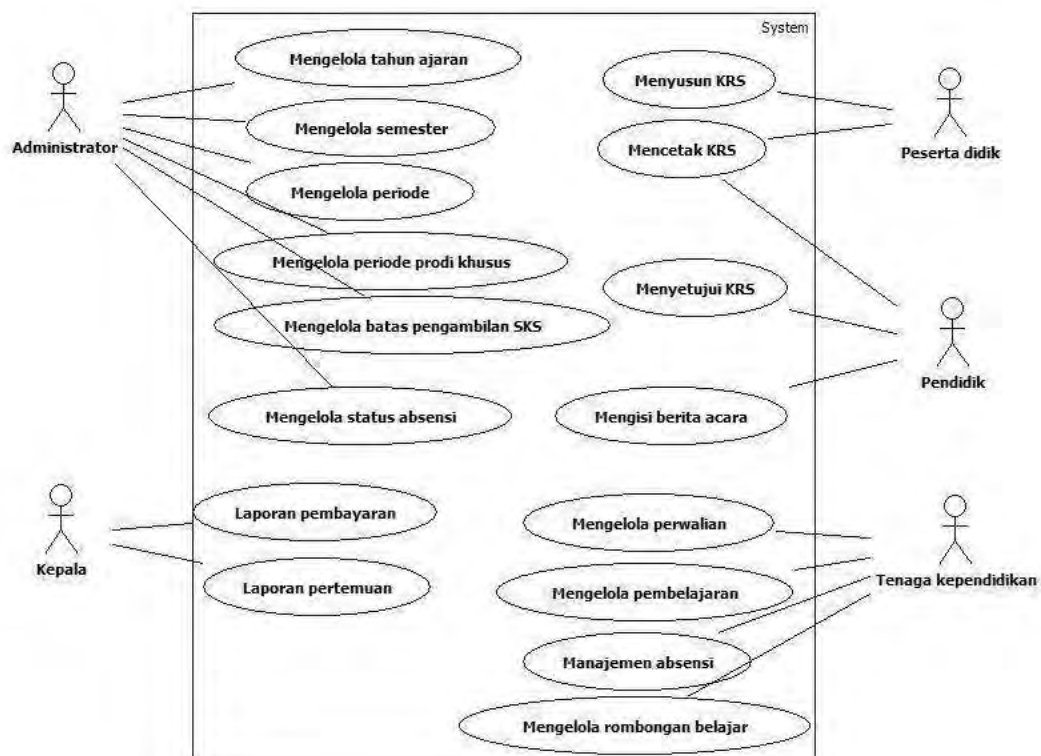 System
Mengelola tahun ajaran
Menyusun KRS
Administrator
Mengelola semester
Mencetak KRS
Peserta didik
Mengelola periode
Mengelola periode prodi khusus
Menyetujui KRS
Mengelola batas pengambilan SKS
Pendidik
Mengelola status absensi
Mengisi berita acara
Laporan pembayaran
Mengelola perwalian
Kepala
Laporan pertemuan
Tenaga kependidikan
Mengelola pembelajaran
Manajemen absensi
Mengelola rombongan belajar